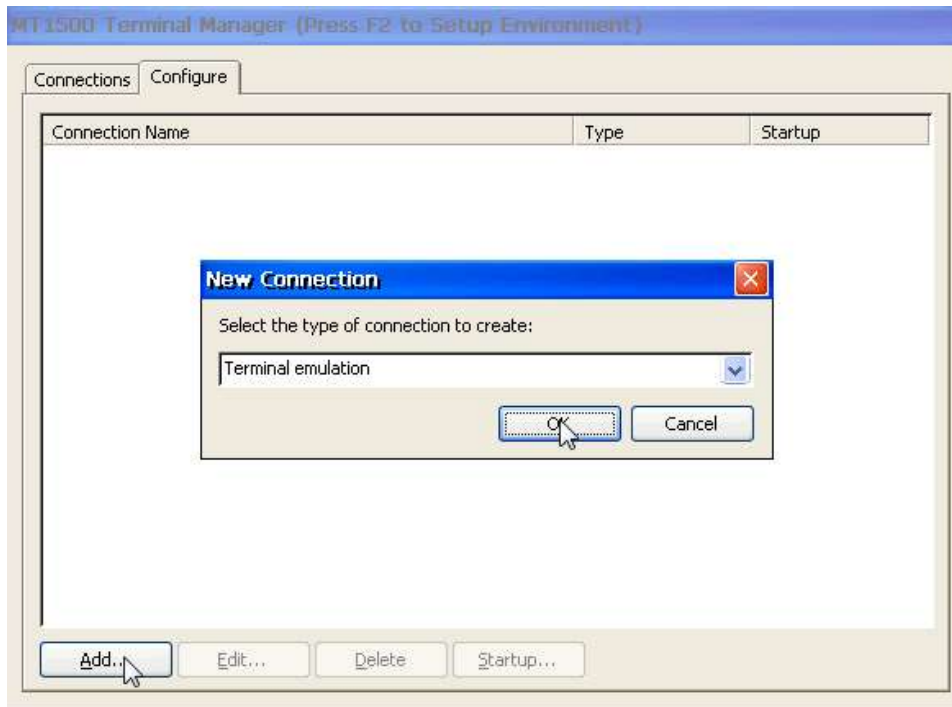 MT1500 Terminal Manager (Press F2 to Setup Environment)
Connections Configure
Connection Name Type Startup
New Connection
Select the type of connection to create:
Terminal emulation
OK Cancel
Add... Edit... Delete Startup...